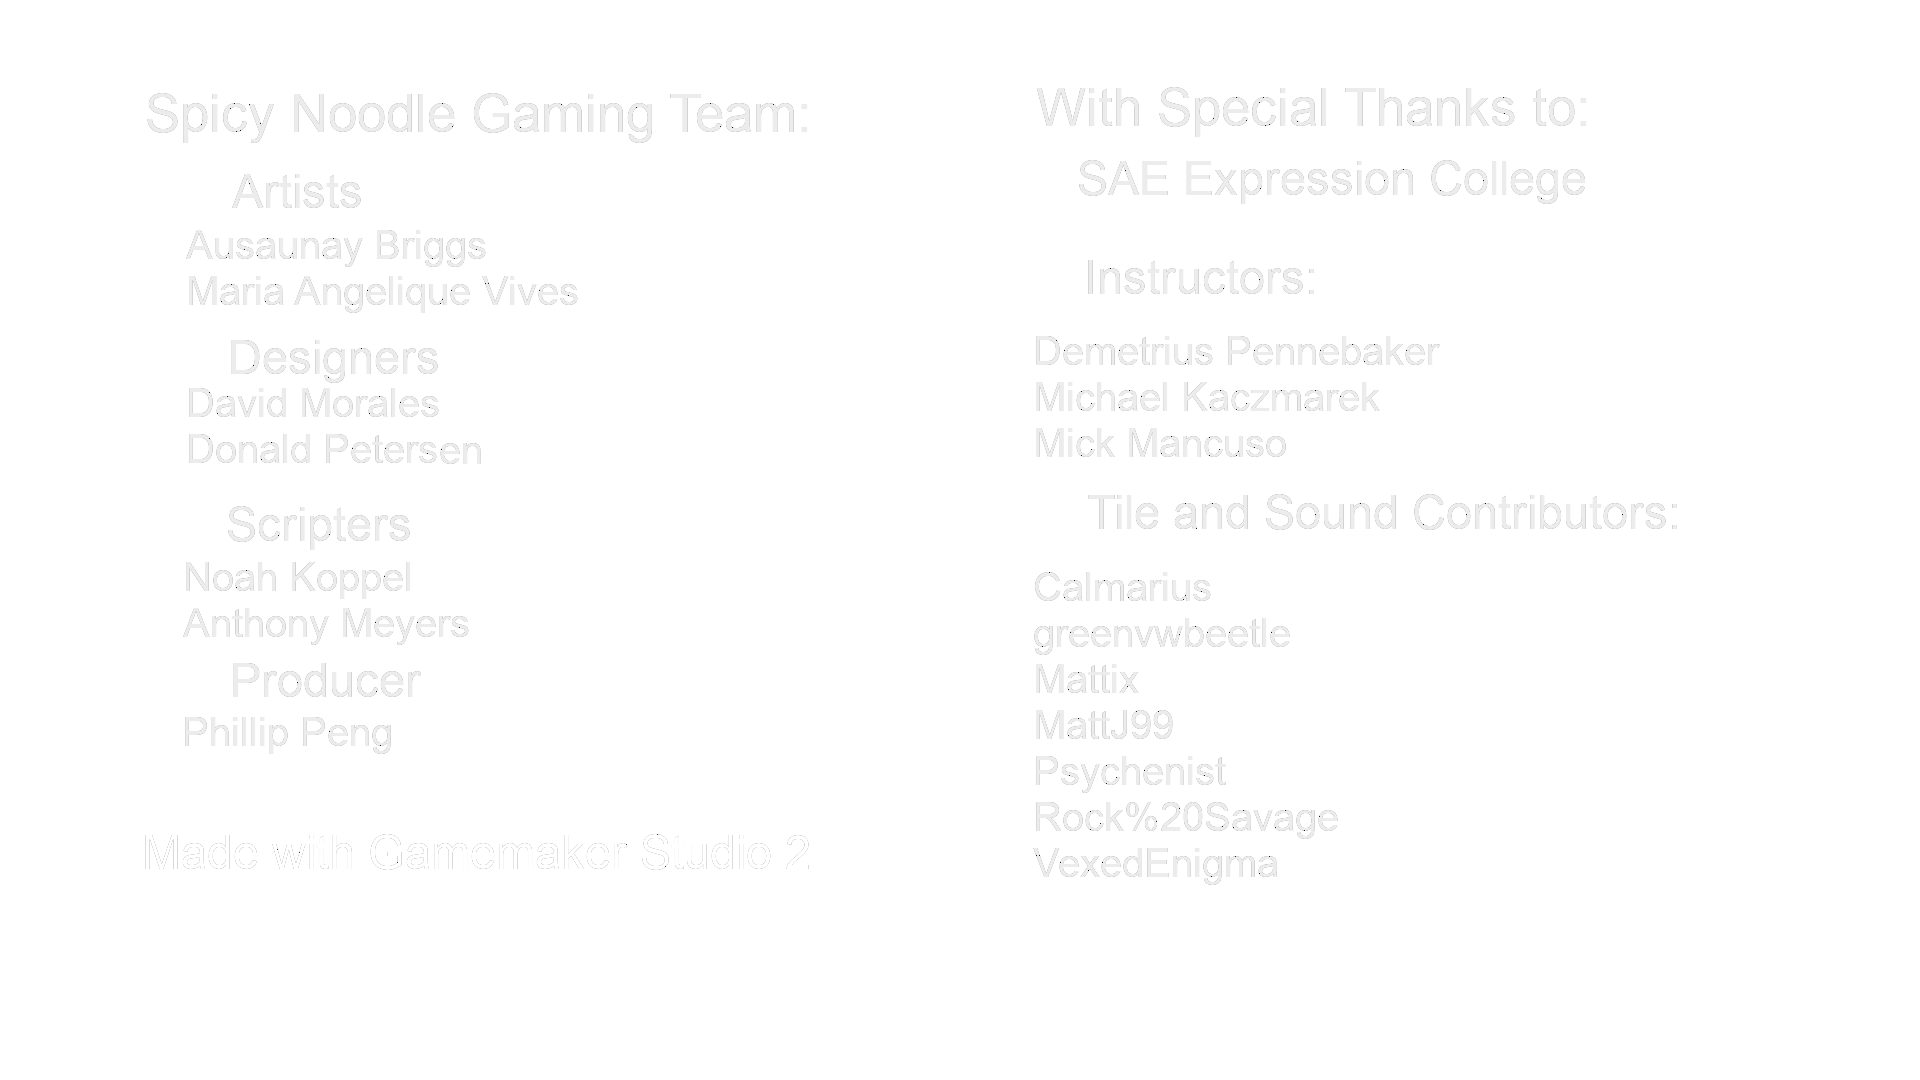 Spicy Noodle Gaming Team:
Artists
Ausaunay Briggs
Maria Angelique Vives
Designers
David Morales
Donald Petersen
Scripters
Noah Koppel
Anthony Meyers
Producer
Phillip Peng
Made with Gamemaker Studio 2
With Special Thanks to:
SAE Expression College
Instructors:
Demetrius Pennebaker
Michael Kaczmarek
Mick Mancuso
Tile and Sound Contributors:
Calmarius
greenvwbeetle
Mattix
MattJ99
Psychenist
Rock%20Savage
VexedEnigma